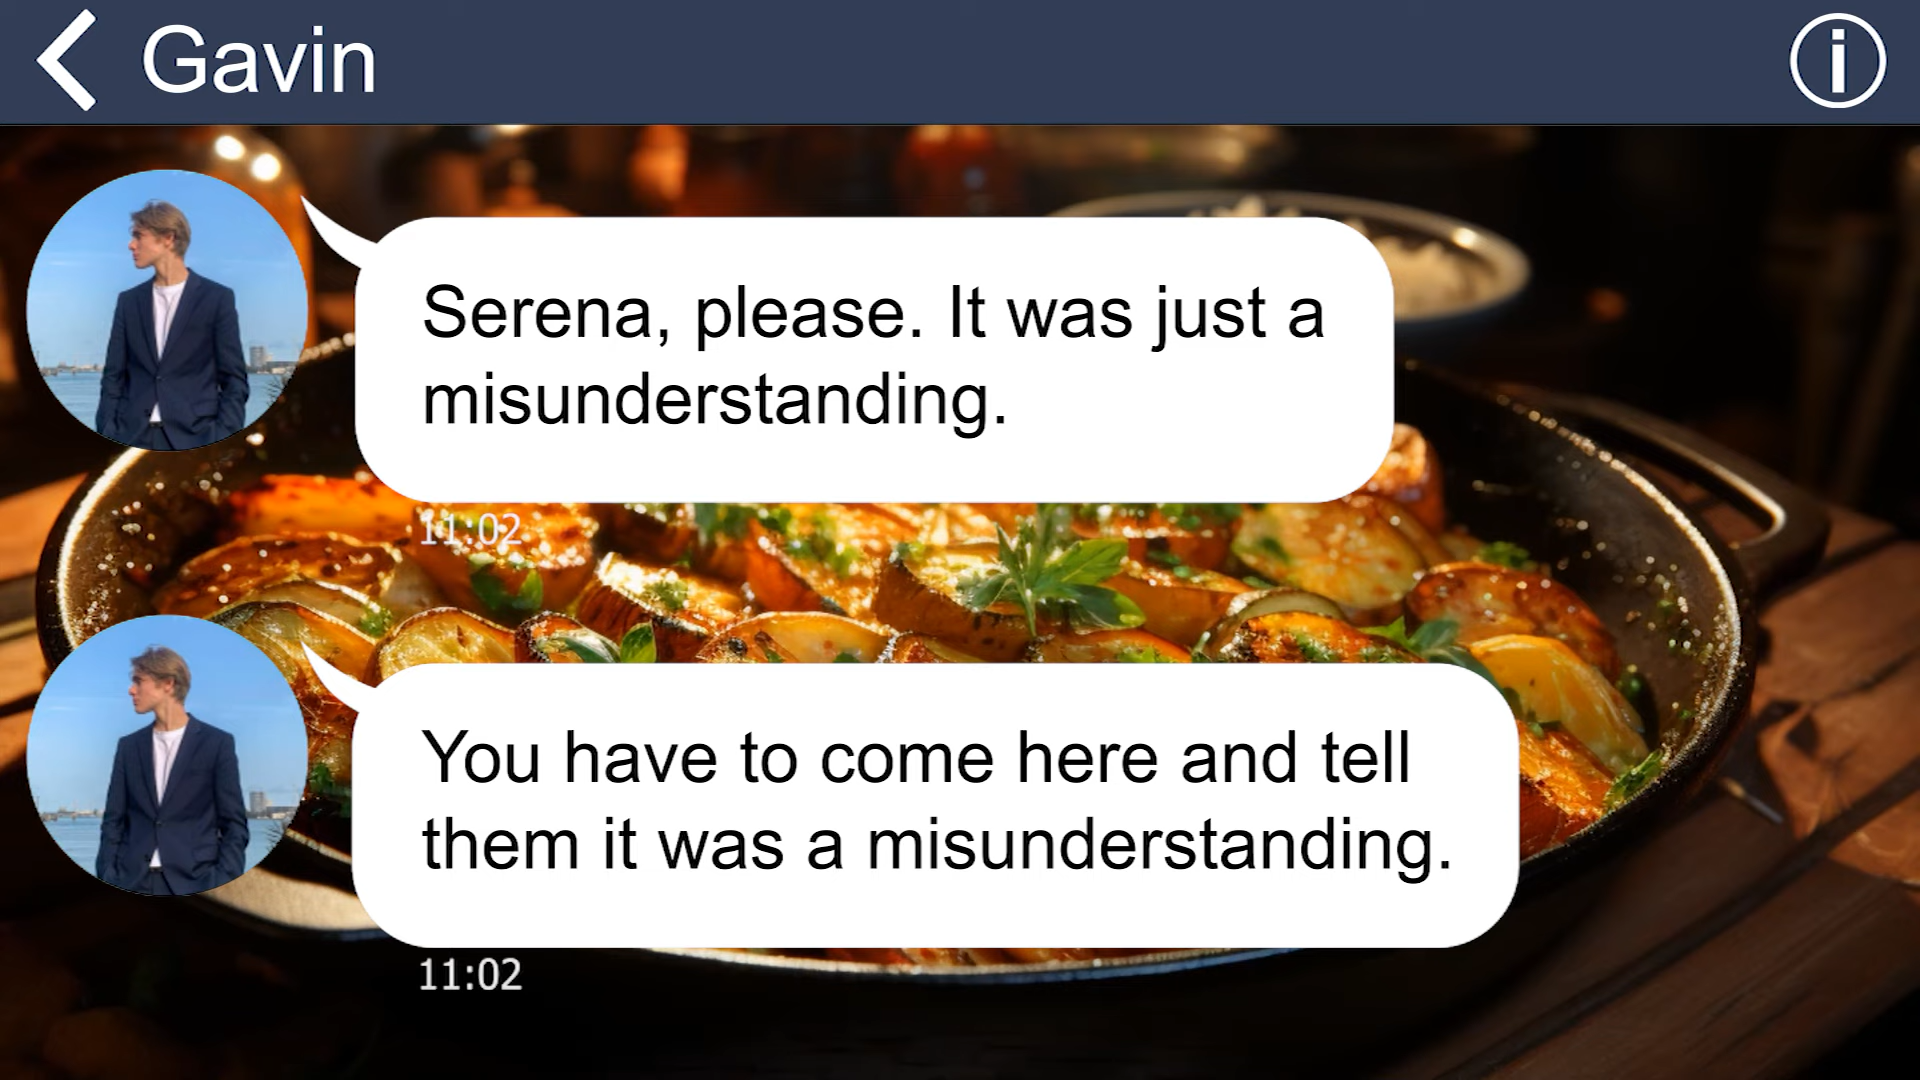 Gavin
Serena, please. It was just a
misunderstanding.
11:02
You have to come here and tell
them it was a misunderstanding.
11:02